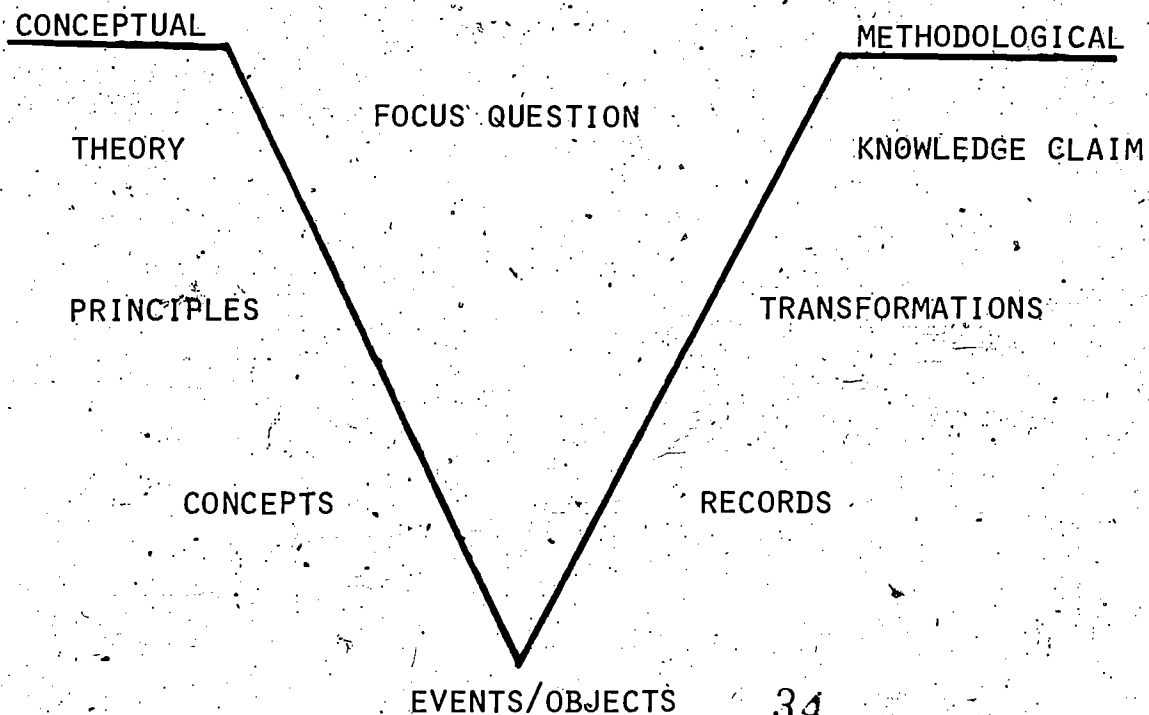 CONCEPTUAL
METHODOLOGICAL
FOCUS QUESTION
THEORY
KNOWLEDGE CLAIM
PRINCIPLES
TRANSFORMATIONS
CONCEPTS
RECORDS
EVENTS/OBJECTS
34